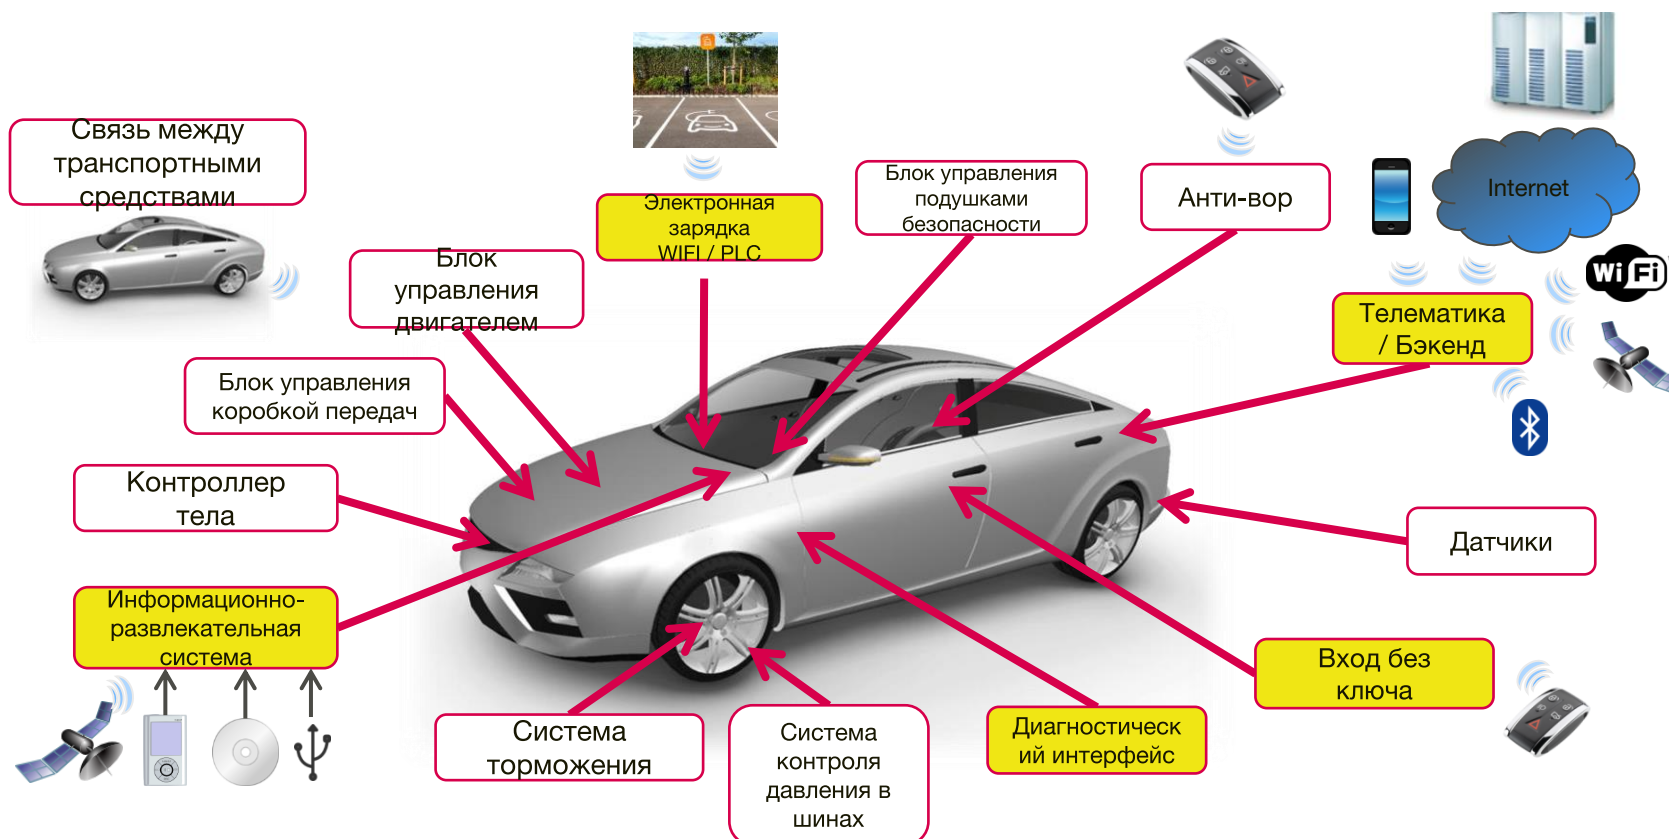 Связь между
транспортными
средствами
Электронная
зарядка
WIFI / PLC
Блок управления
подушками
безопасности
Анти-вор
Internet
WiFi
Телематика
/ Бэкенд
Блок
управления
двигателем
Блок управления
коробкой передач
Контроллер
тела
Датчики
Информационно-
развлекательная
система
Вход без
ключа
Система
торможения
Система
контроля
давления в
шинах
Диагностическ
ий интерфейс